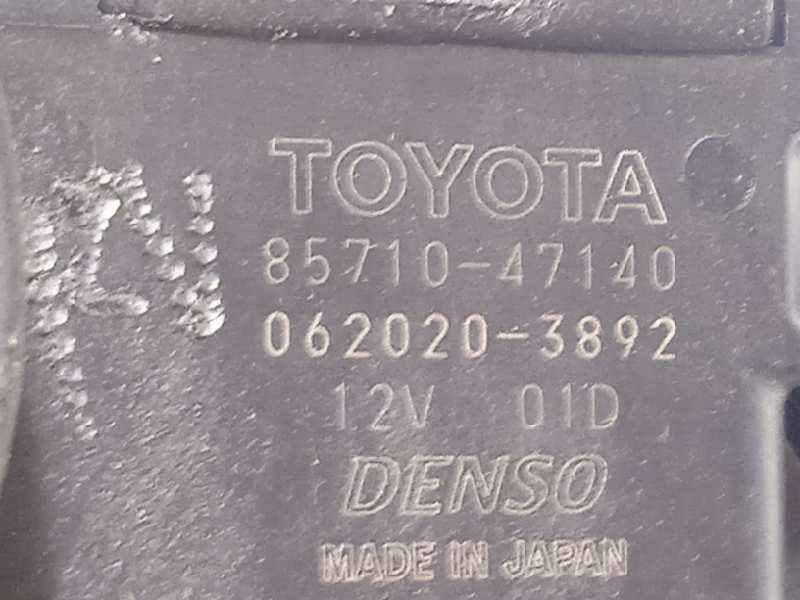 TOYOTA
85710-47140
062020-3892
12V 01D
DENSO
MADE IN JAPAN